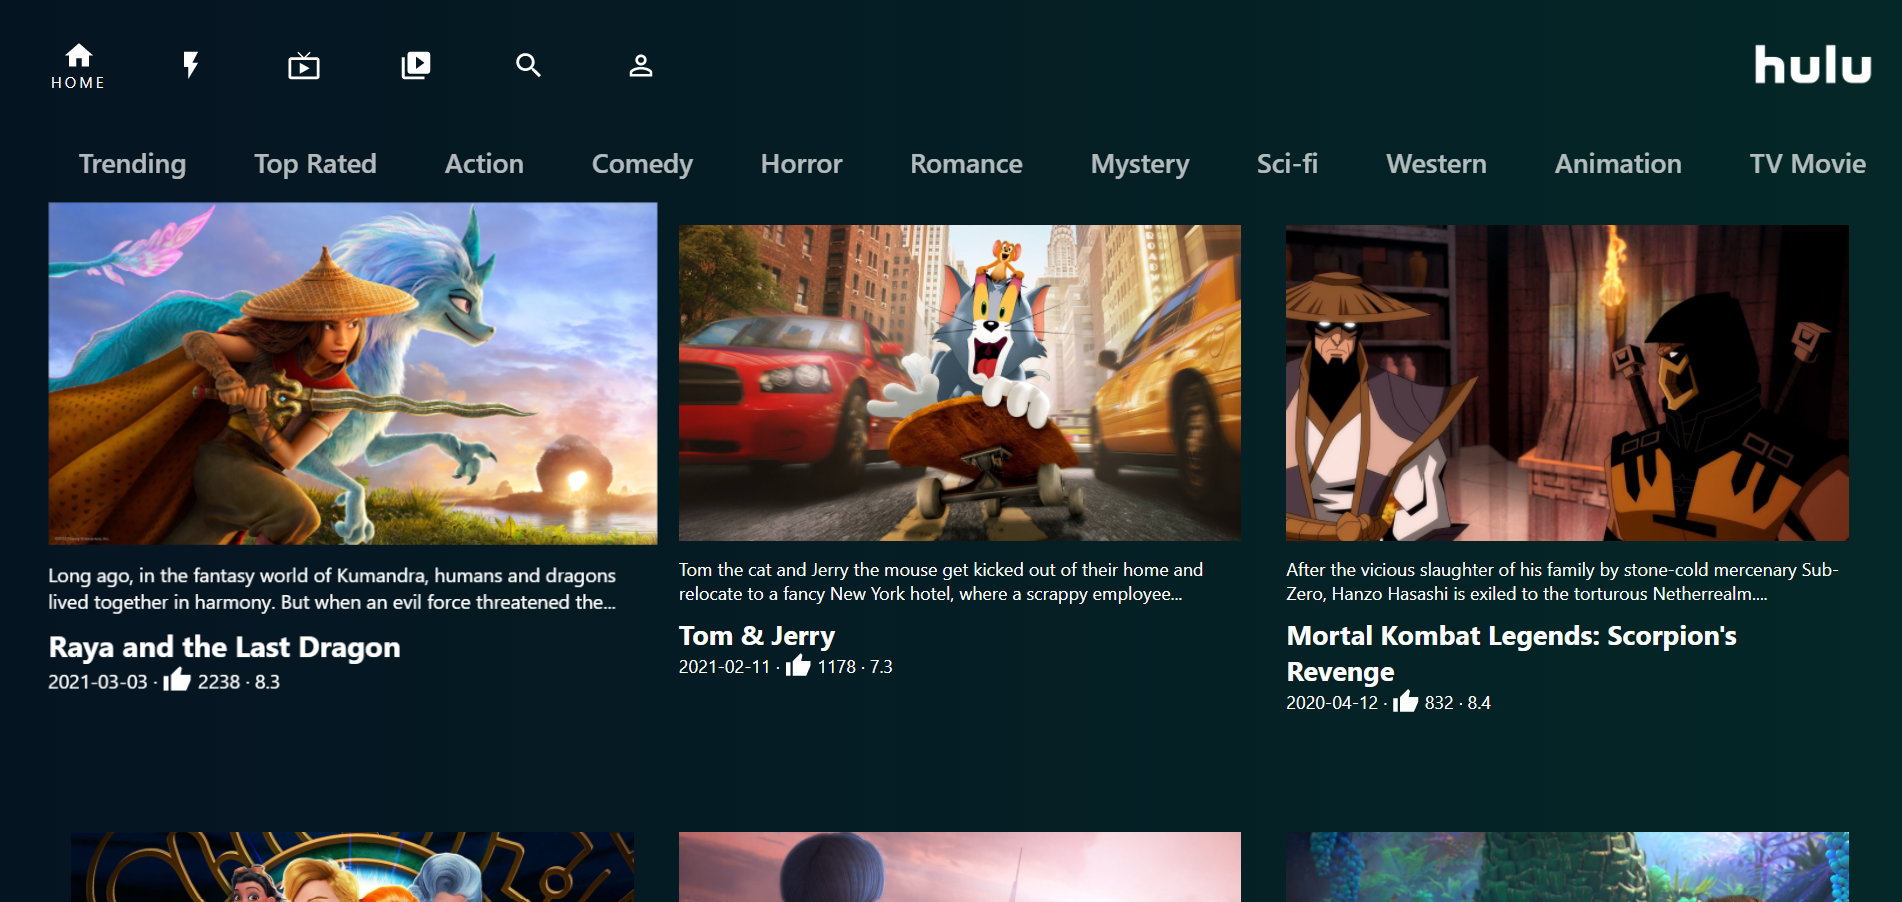 HOME
hulu
Trending Top Rated Action Comedy Horror Romance Mystery Sci-fi Western Animation TV Movie
Long ago, in the fantasy world of Kumandra, humans and dragons
lived together in harmony. But when an evil force threatened the...
Raya and the Last Dragon
2021-03-03 · 2238 · 8.3
Tom the cat and Jerry the mouse get kicked out of their home and
relocate to a fancy New York hotel, where a scrappy employee...
Tom & Jerry
2021-02-11 · 1178 · 7.3
After the vicious slaughter of his family by stone-cold mercenary Sub-
Zero, Hanzo Hasashi is exiled to the torturous Netherrealm....
Mortal Kombat Legends: Scorpion's
Revenge
2020-04-12 · 832 · 8.4